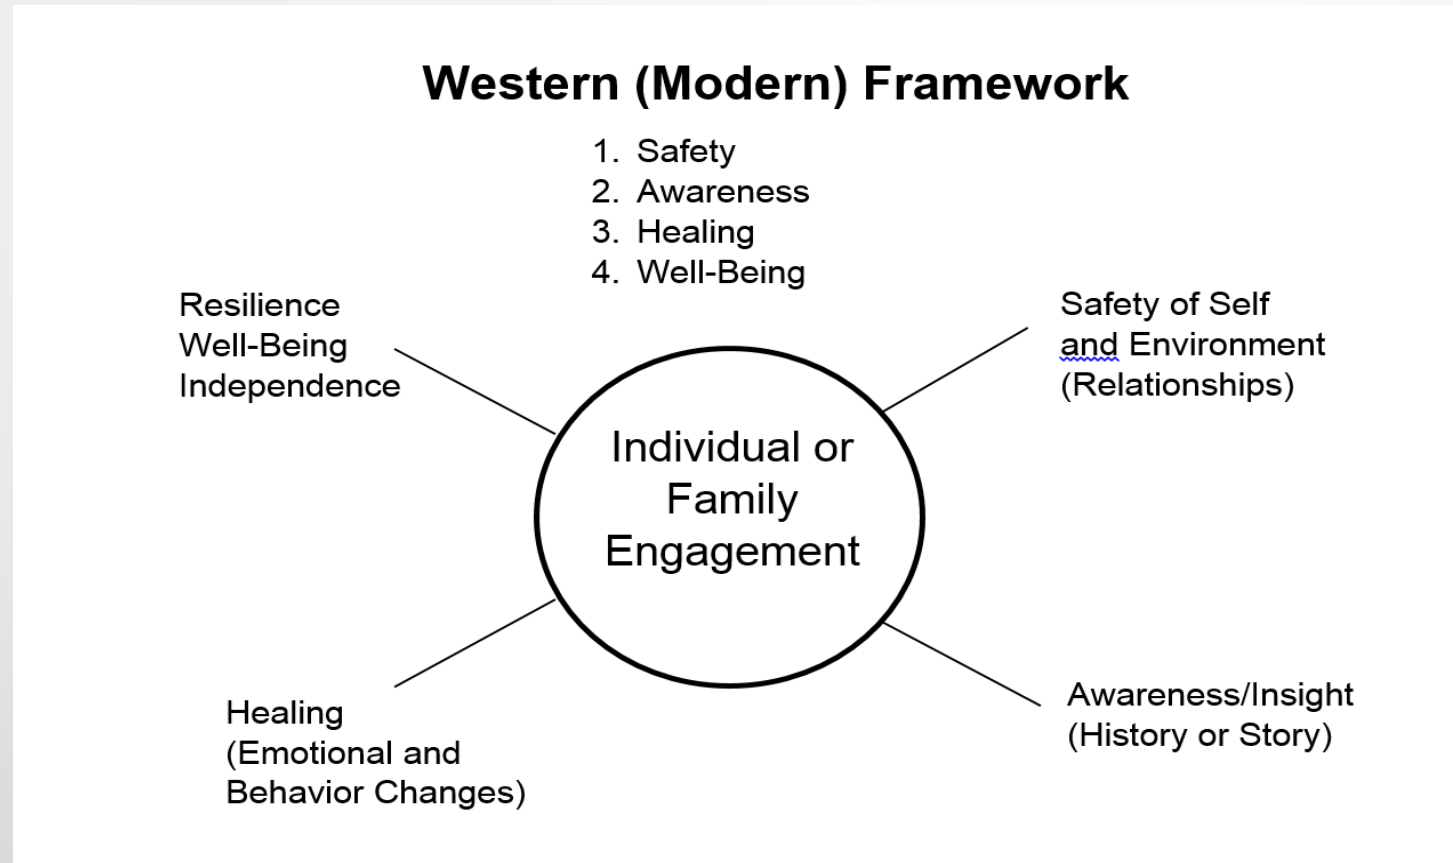 Western (Modern) Framework
1. Safety
2. Awareness
3. Healing
4. Well-Being
Resilience
Well-Being
Independence
Safety of Self
and Environment
(Relationships)
Individual or
Family
Engagement
Healing
(Emotional and
Behavior Changes)
Awareness/Insight
(History or Story)